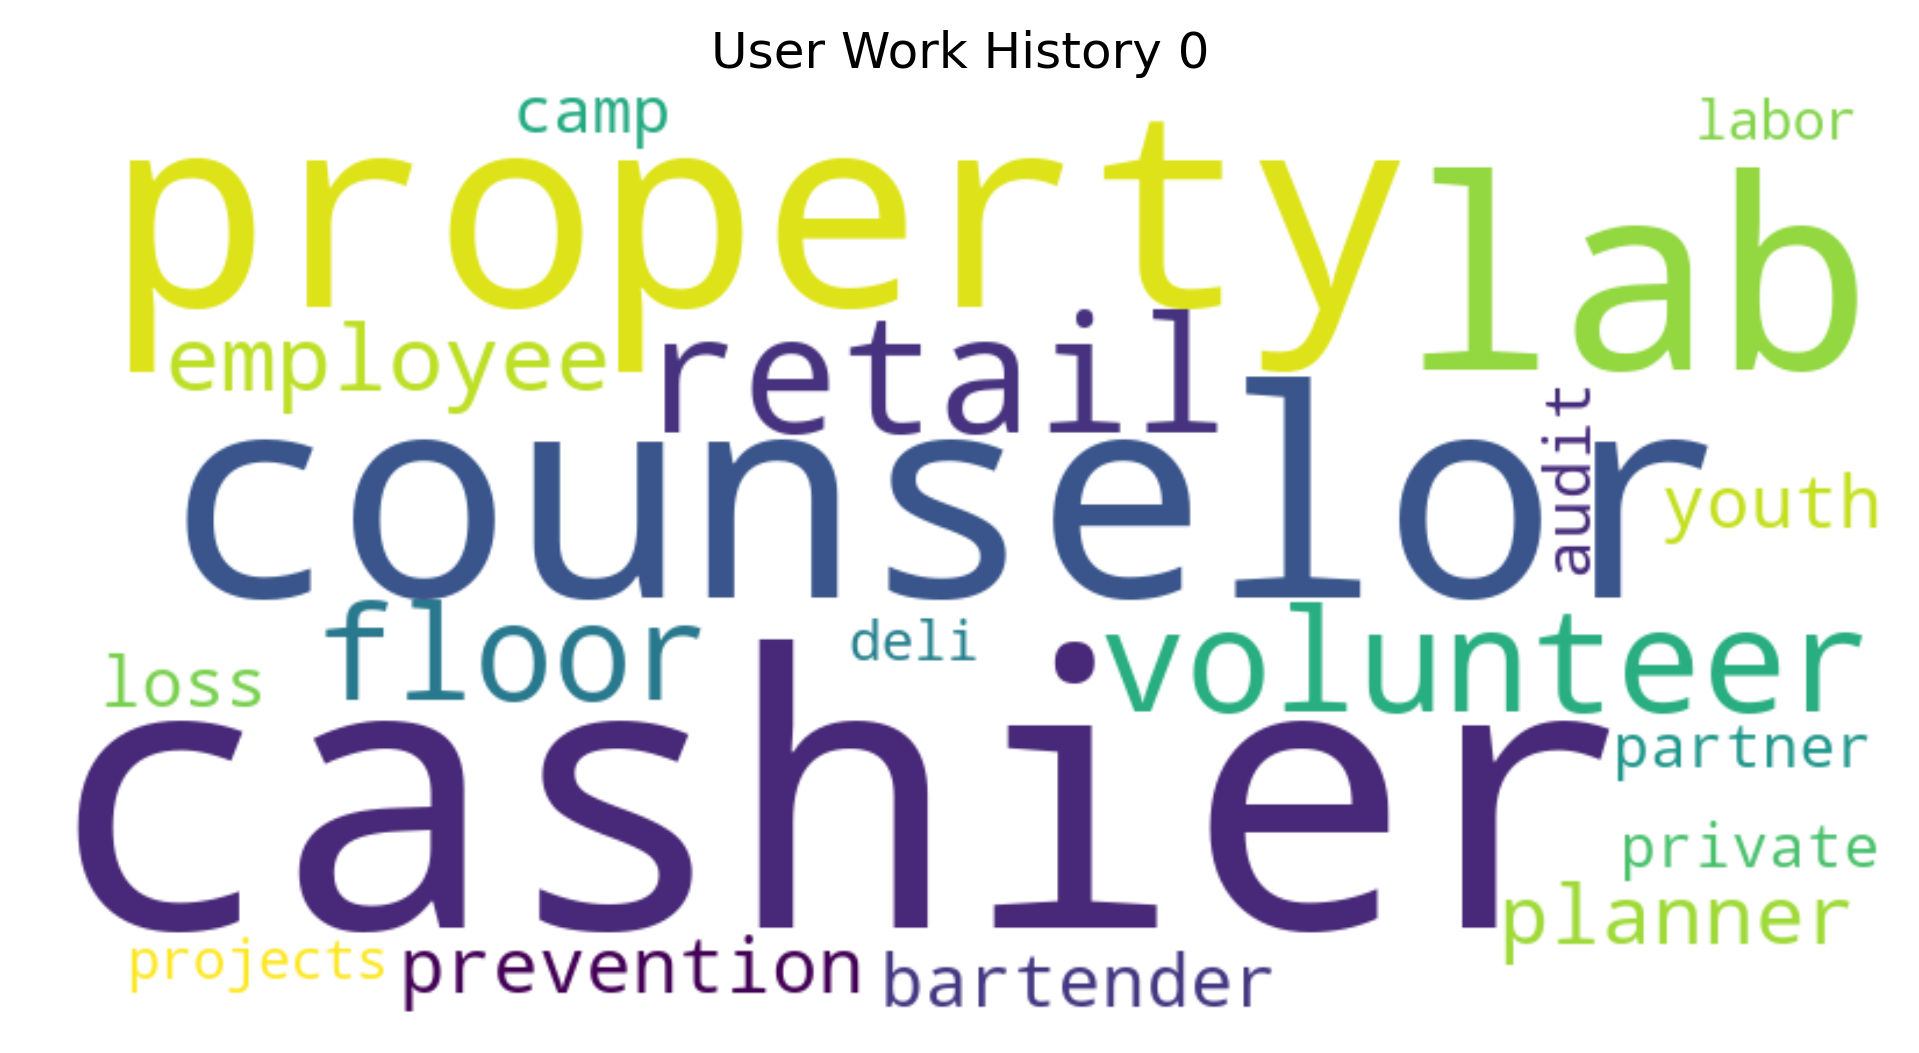 User Work History 0
camp
labor
property
lab
employee
retail
audit
counselor
youth
floor
deli
volunteer
loss
cashier
partner
private
planner
projects
prevention
bartender